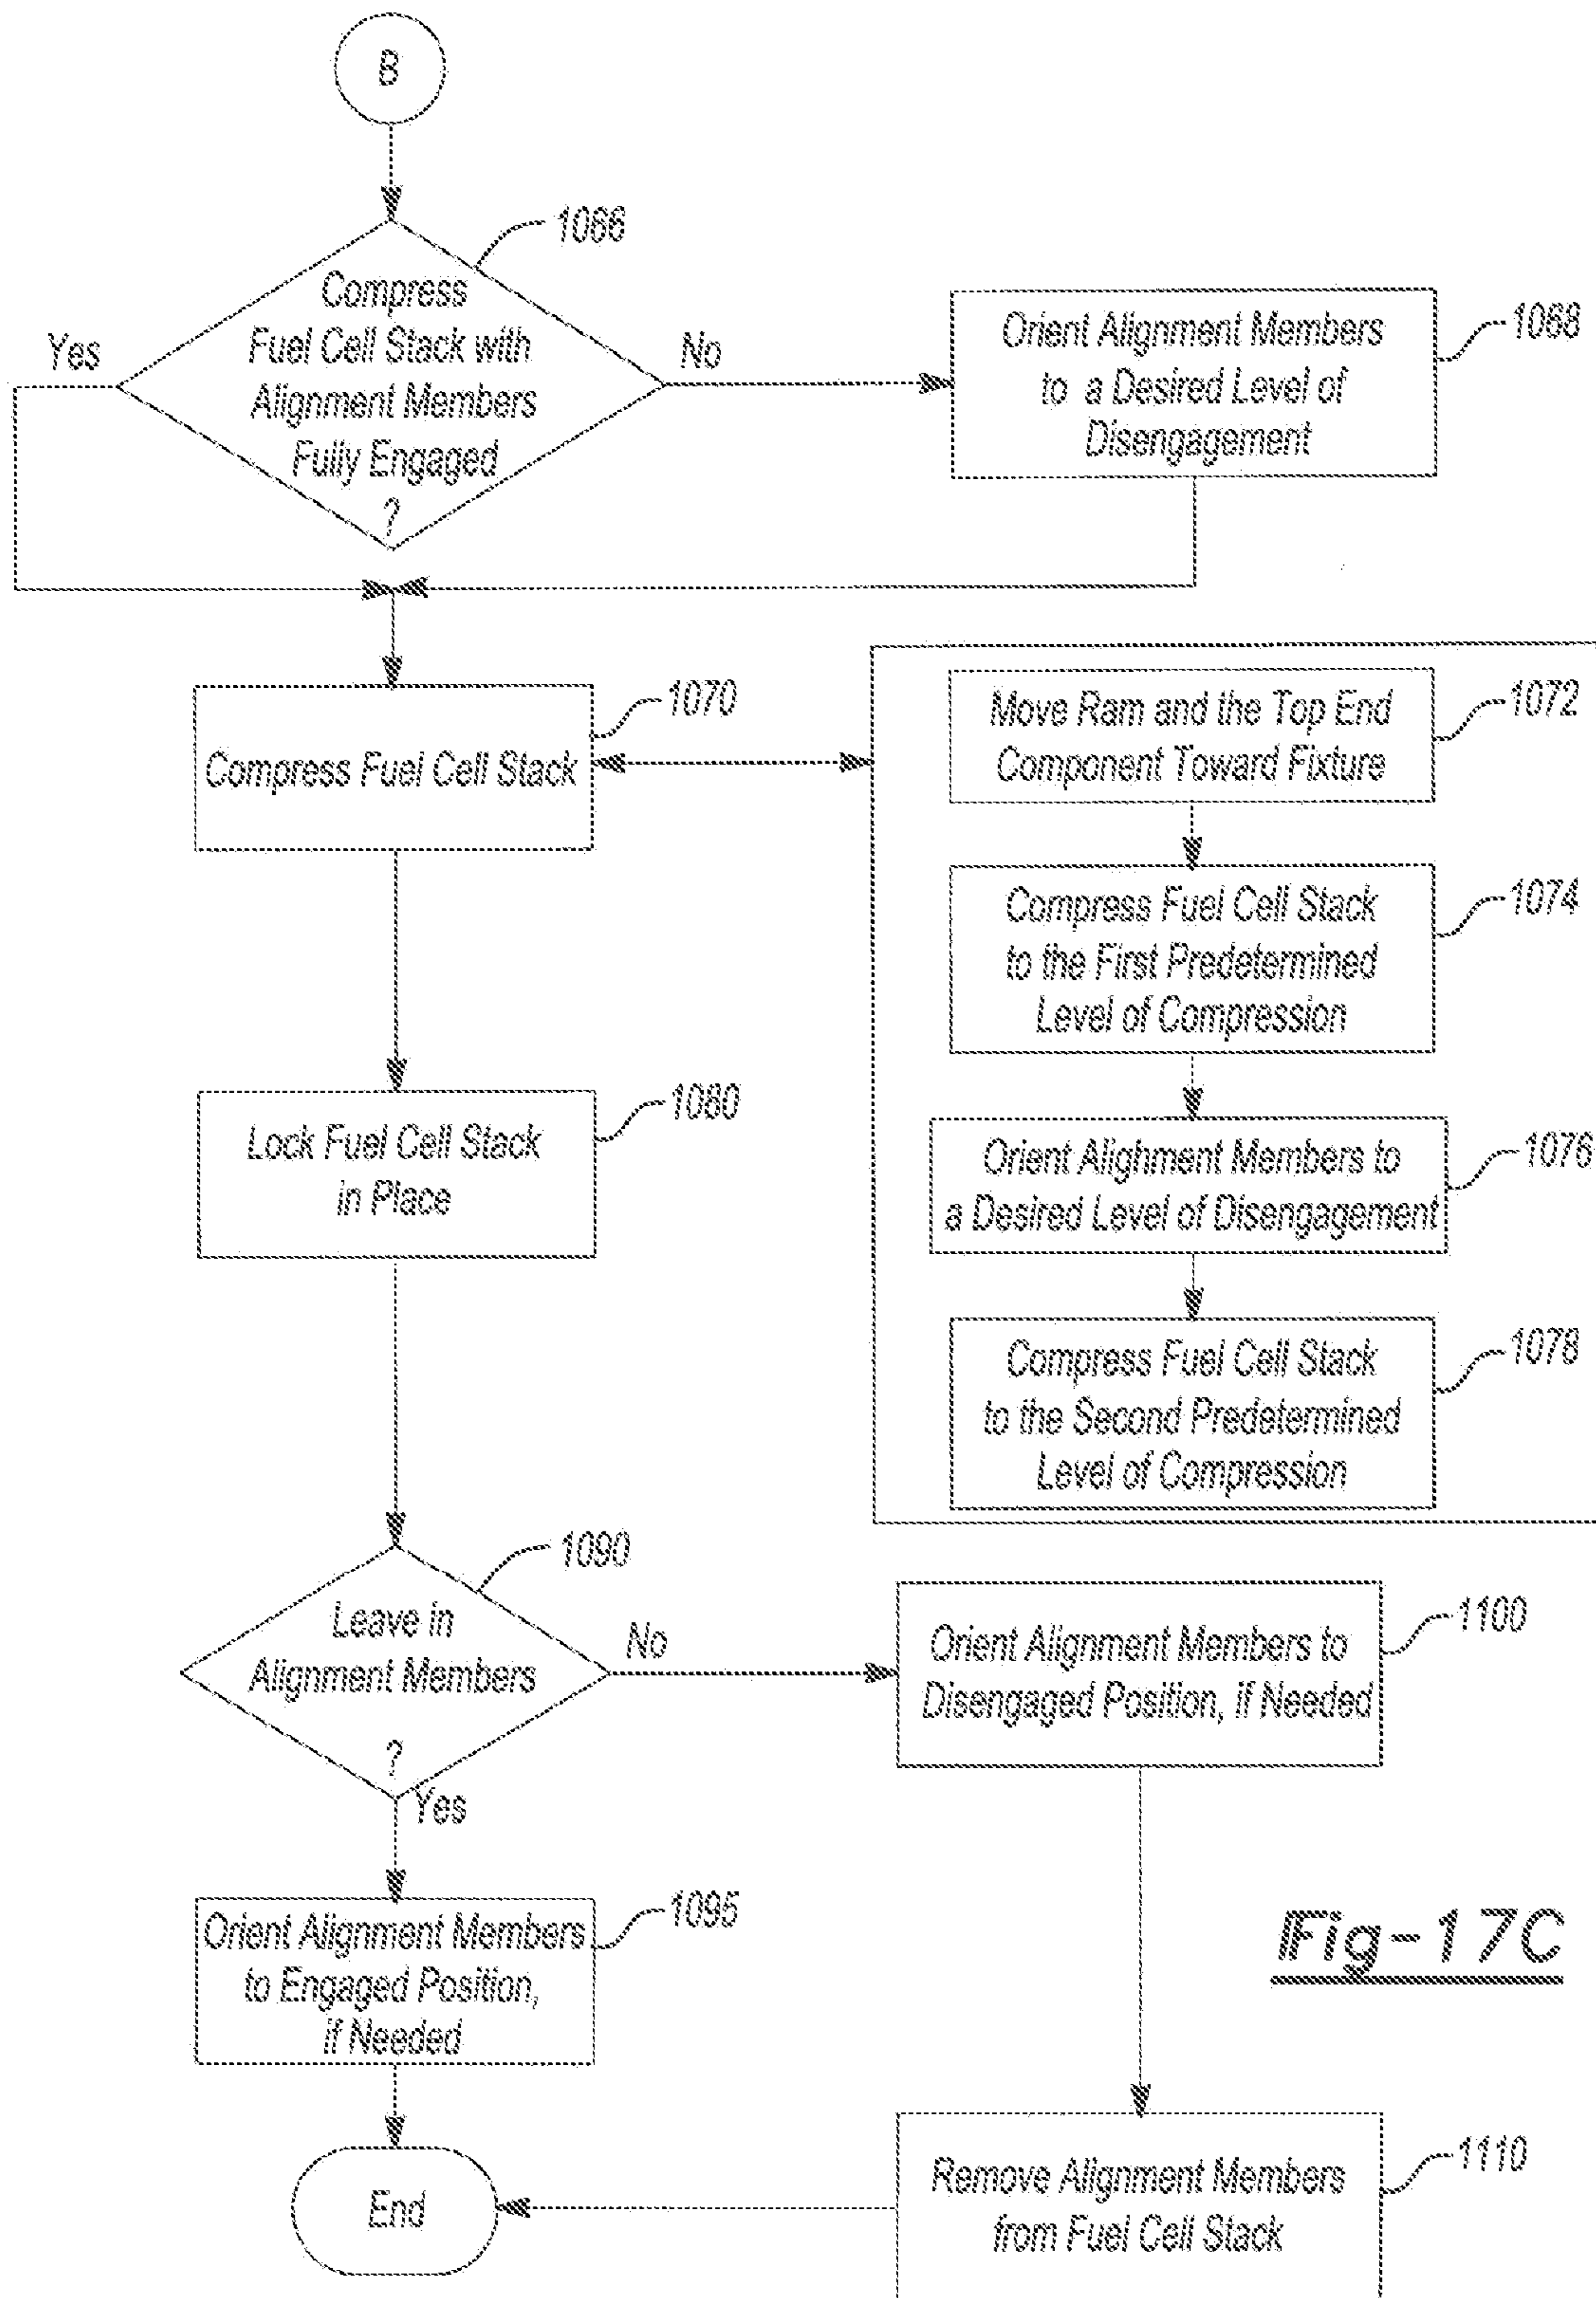 B
1066
Compress
Fuel Cell Stack with
Alignment Members
Fully Engaged
?
Yes
No
Orient Alignment Members
to a Desired Level of
Disengagement
1068
Compress Fuel Cell Stack
1070
Move Ram and the Top End
Component Toward Fixture
1072
Compress Fuel Cell Stack
to the First Predetermined
Level of Compression
1074
Orient Alighment Members to
a Desired Level of Disengagement
1076
Compress Fuel Cell Stack
to the Second Predetermined
Level of Compression
1078
Lock Fuel Cell Stack
in Place
1080
1090
Leave in
Alignment Members
?
No
Yes
Orient Alignment Members to
Disengaged Position, if Needed
1100
Orient Alignment Members
to Engaged Position,
if Needed
1095
Remove Alignment Members
from Fuel Cell Stack
1110
End
Fig-17C